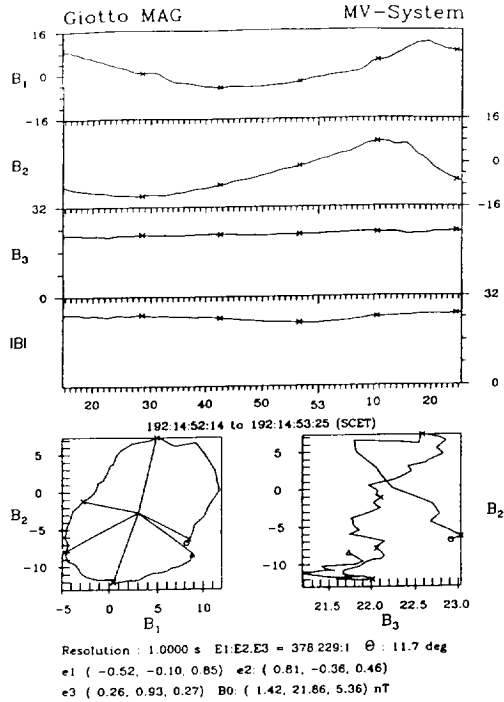 Giotto MAG MV-System
16
B1 0
-16
16
B2 0
-16
32
B3
0
32
|B|
0
20 30 40 50 53 10 20
192:14:52:14 to 192:14:53:25 (SCET)
5
0
B2 -5
-10
-5 0 5 10
B1
5
0
B2
-5
-10
21.5 22.0 22.5 23.0
B3
Resolution : 1.0000 s E1:E2:E3 = 378:229:1 Θ : 11.7 deg
e1 ( -0.52, -0.10, 0.85) e2: ( 0.81, -0.36, 0.46)
e3 ( 0.26, 0.93, 0.27) B0: ( 1.42, 21.86, 5.36) nT